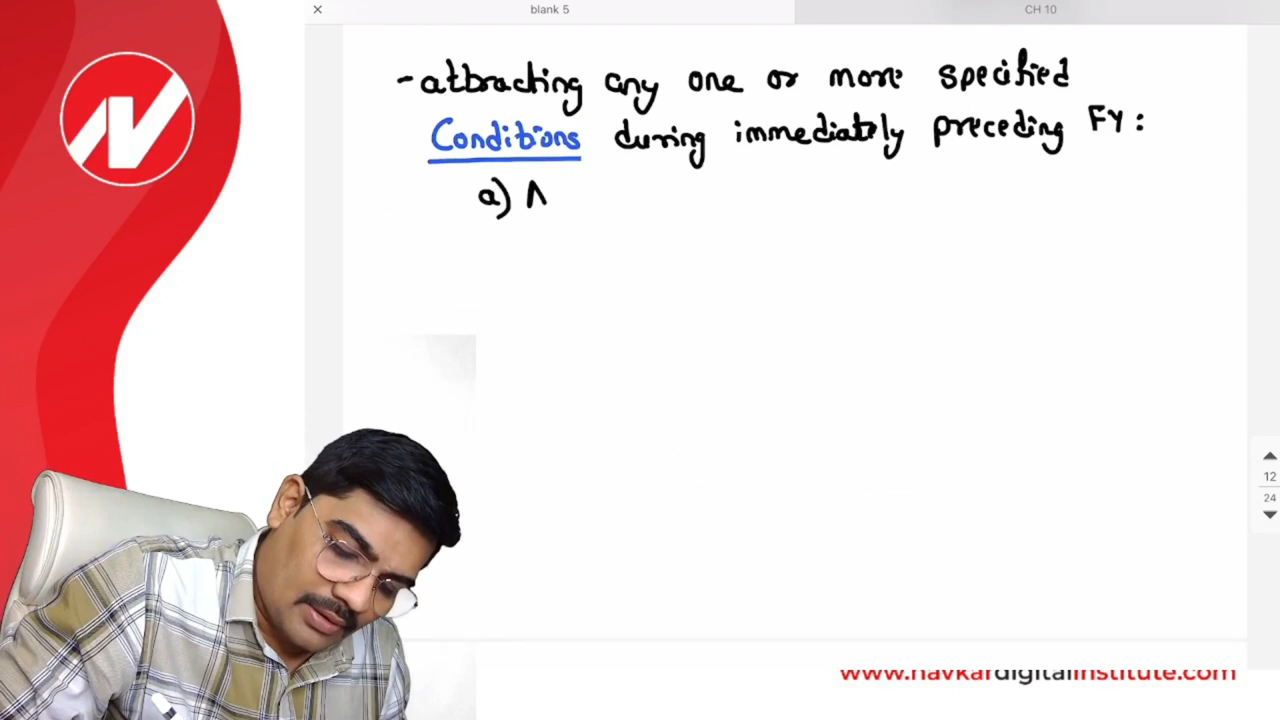 blank 5
CH 10
- attracting any one or more specified
Conditions during immediately preceding FY:
a)
12
24
www.navkardigitalinstitute.com